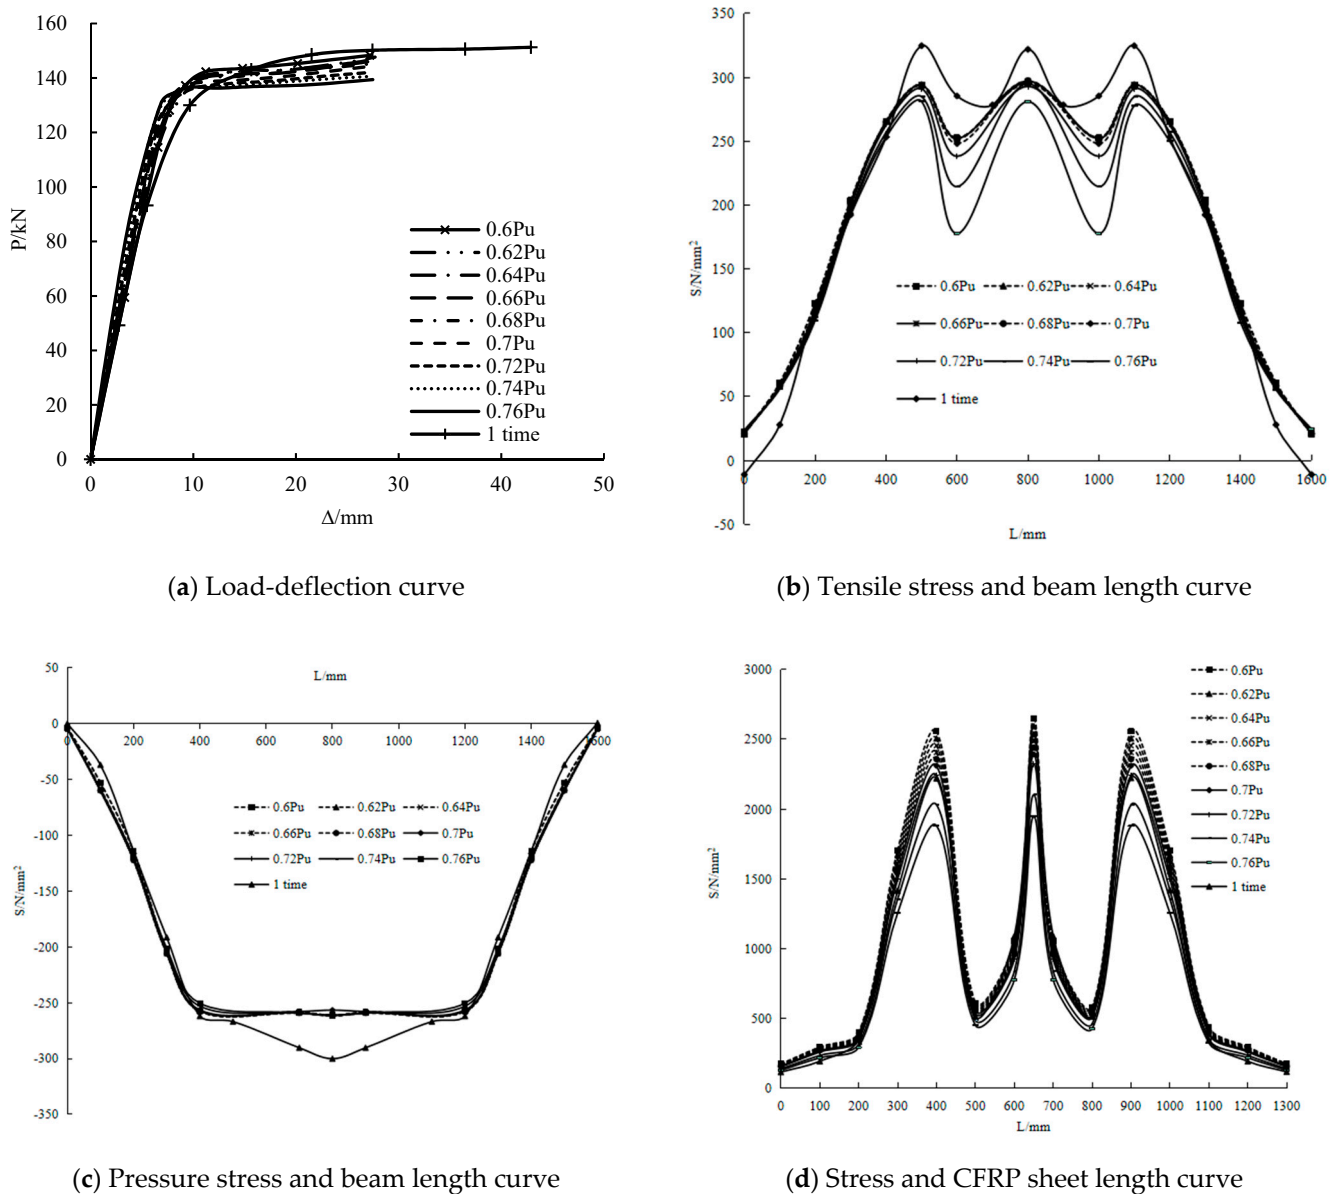 160
140
120
100
80
60
40
20
0
P/kN
0 10 20 30 40 50
Δ/mm
0.6Pu
0.62Pu
0.64Pu
0.66Pu
0.68Pu
0.7Pu
0.72Pu
0.74Pu
0.76Pu
1 time
(a) Load-deflection curve
350
300
250
200
150
100
50
0
-50
S/N/mm²
0 200 400 600 800 1000 1200 1400 1600
L/mm
0.6Pu 0.62Pu 0.64Pu
0.66Pu 0.68Pu 0.7Pu
0.72Pu 0.74Pu 0.76Pu
1 time
(b) Tensile stress and beam length curve
50
0
-50
-100
-150
-200
-250
-300
-350
S/N/mm²
L/mm
0 200 400 600 800 1000 1200 1400 1600
0.6Pu 0.62Pu 0.64Pu
0.66Pu 0.68Pu 0.7Pu
0.72Pu 0.74Pu 0.76Pu
1 time
(c) Pressure stress and beam length curve
3000
2500
2000
1500
1000
500
0
S/N/mm²
0 100 200 300 400 500 600 700 800 900 1000 1100 1200 1300
L/mm
0.6Pu
0.62Pu
0.64Pu
0.66Pu
0.68Pu
0.7Pu
0.72Pu
0.74Pu
0.76Pu
1 time
(d) Stress and CFRP sheet length curve